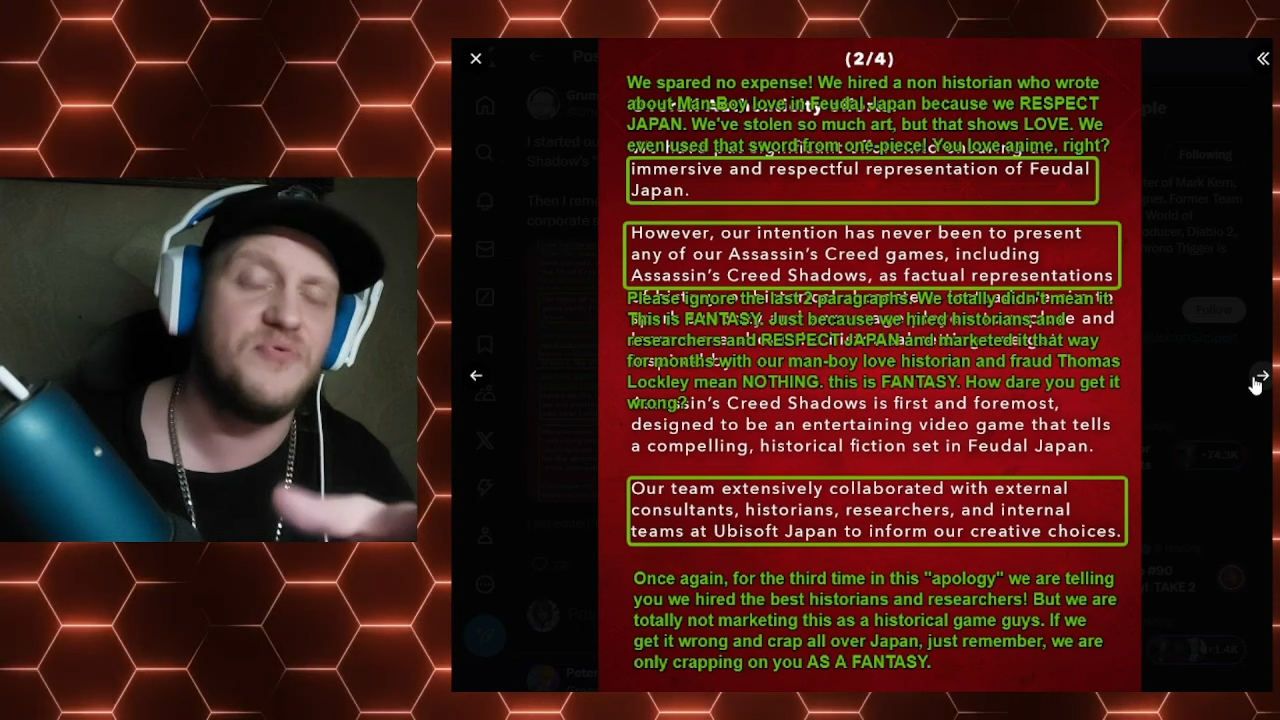 (2/4)
We spared no expense! We hired a non historian who wrote
about Man-Boy love in Feudal Japan because we RESPECT
JAPAN. We've stolen so much art, but that shows LOVE. We
even used that sword from one-piece! You love anime, right?
immersive and respectful representation of Feudal
Japan.
However, our intention has never been to present
any of our Assassin's Creed games, including
Assassin's Creed Shadows, as factual representations
Please ignore the last 2 paragraphs. We totally didn't mean it.
This is FANTASY. Just because we hired historians and
researchers and RESPECT JAPAN and marketed it that way
for months with our man-boy love historian and fraud Thomas
Lockley mean NOTHING. this is FANTASY. How dare you get it
wrong?
Assassin's Creed Shadows is first and foremost,
designed to be an entertaining video game that tells
a compelling, historical fiction set in Feudal Japan.
Our team extensively collaborated with external
consultants, historians, researchers, and internal
teams at Ubisoft Japan to inform our creative choices.
Once again, for the third time in this "apology" we are telling
you we hired the best historians and researchers! But we are
totally not marketing this as a historical game guys. If we
get it wrong and crap all over Japan, just remember, we are
only crapping on you AS A FANTASY.
Following
Follow